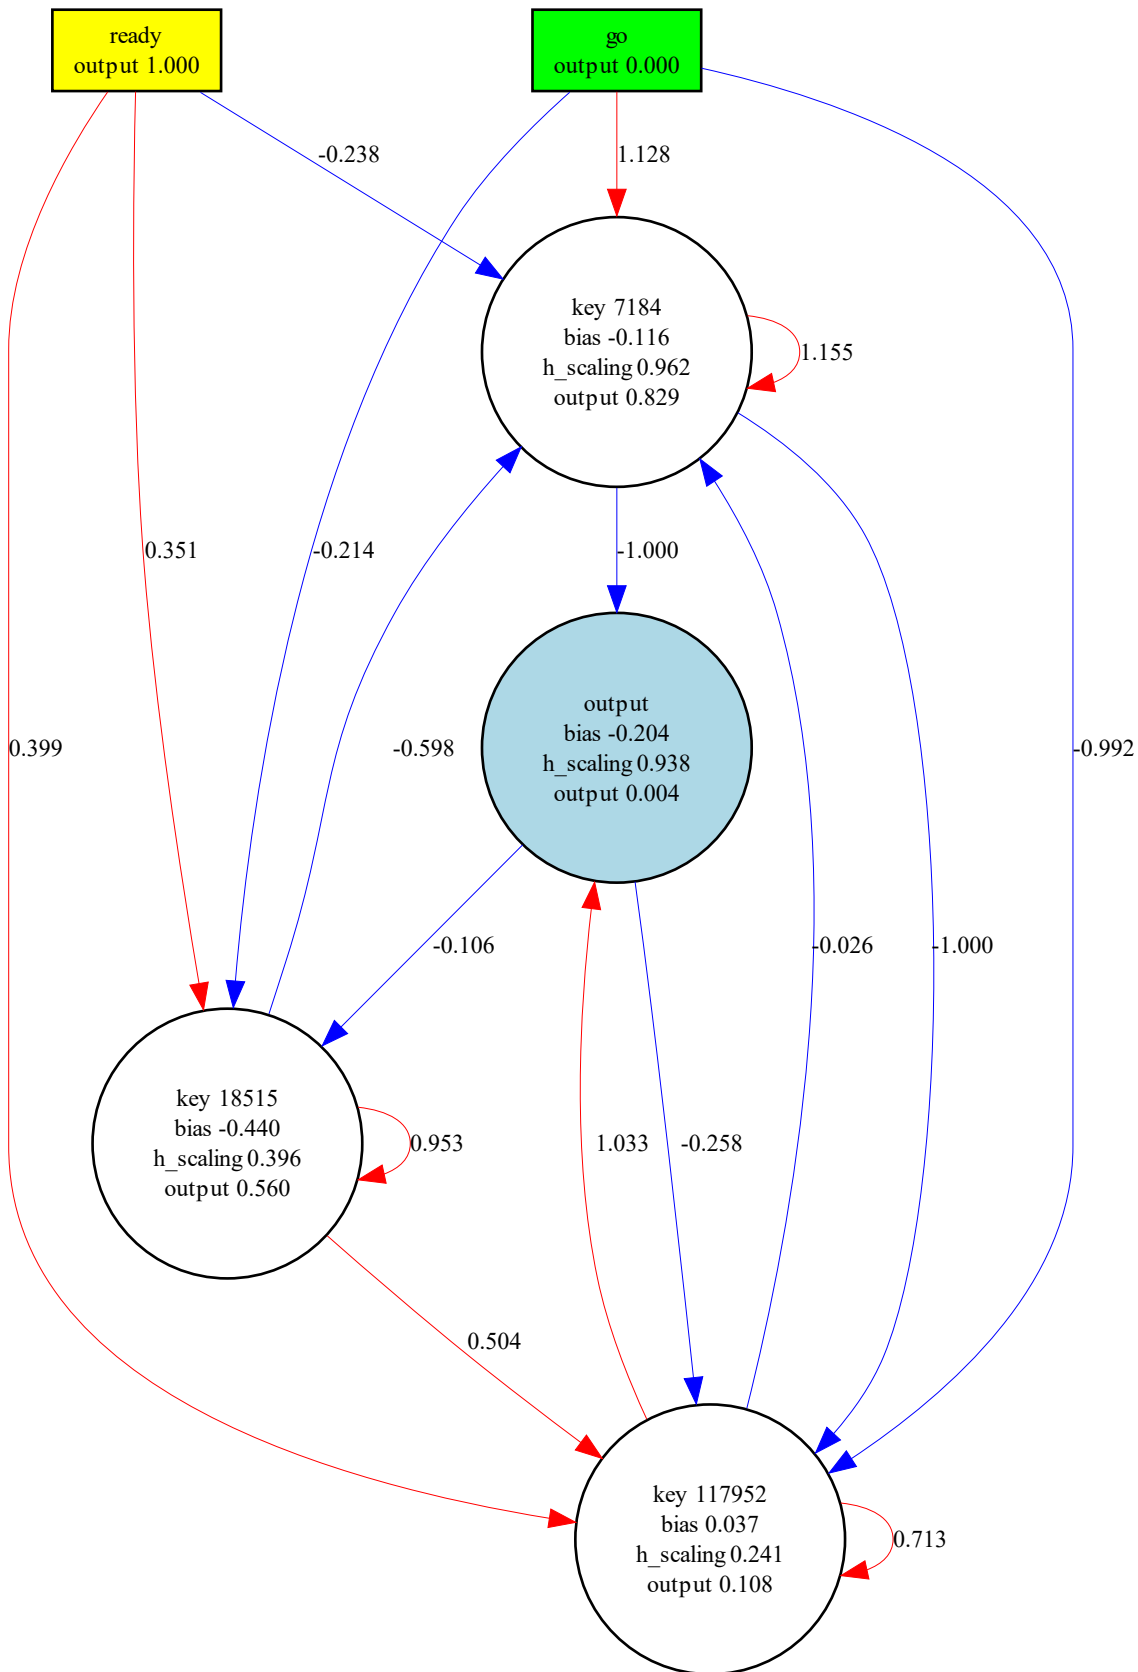 ready
output 1.000
go
output 0.000
-0.238
1.128
key 7184
bias -0.116
h_scaling 0.962
output 0.829
1.155
0.351
-0.214
-1.000
output
bias -0.204
h_scaling 0.938
output 0.004
0.399
-0.598
-0.992
-0.106
-0.026
-1.000
key 18515
bias -0.440
h_scaling 0.396
output 0.560
0.953
1.033
-0.258
0.504
key 117952
bias 0.037
h_scaling 0.241
output 0.108
0.713